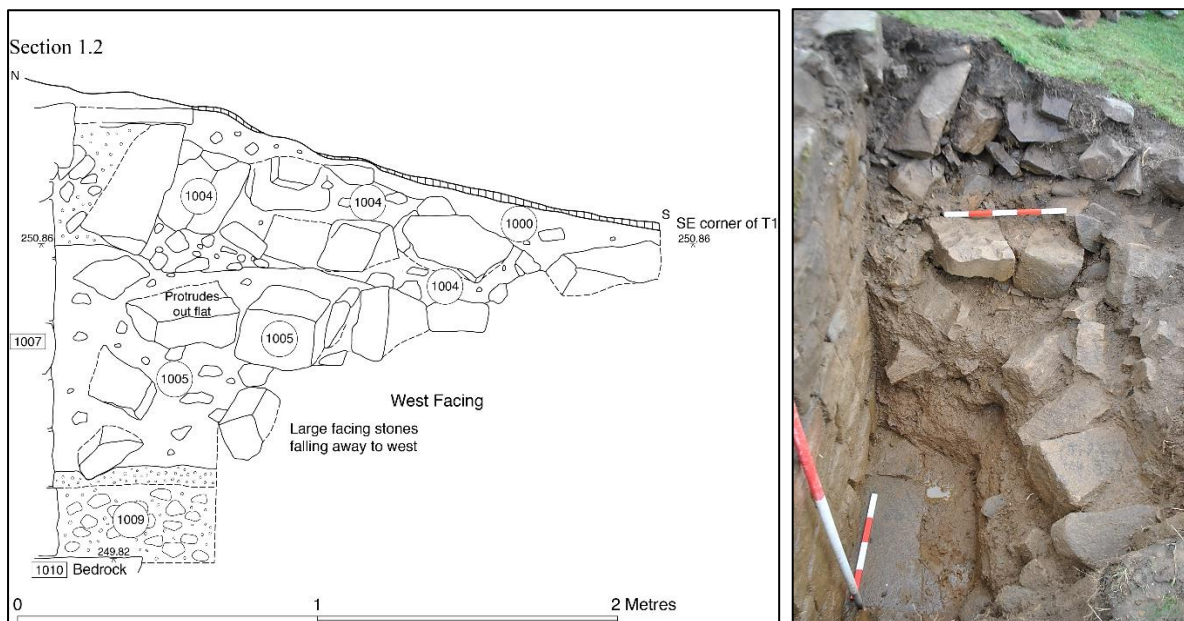 Section 1.2
N
1004
1004
1000
S
SE corner of T1
250.86
250.86
1004
Protrudes
out flat
1007
1005
1005
West Facing
Large facing stones
falling away to west
1009
249.82
1010 Bedrock
0 1 2 Metres